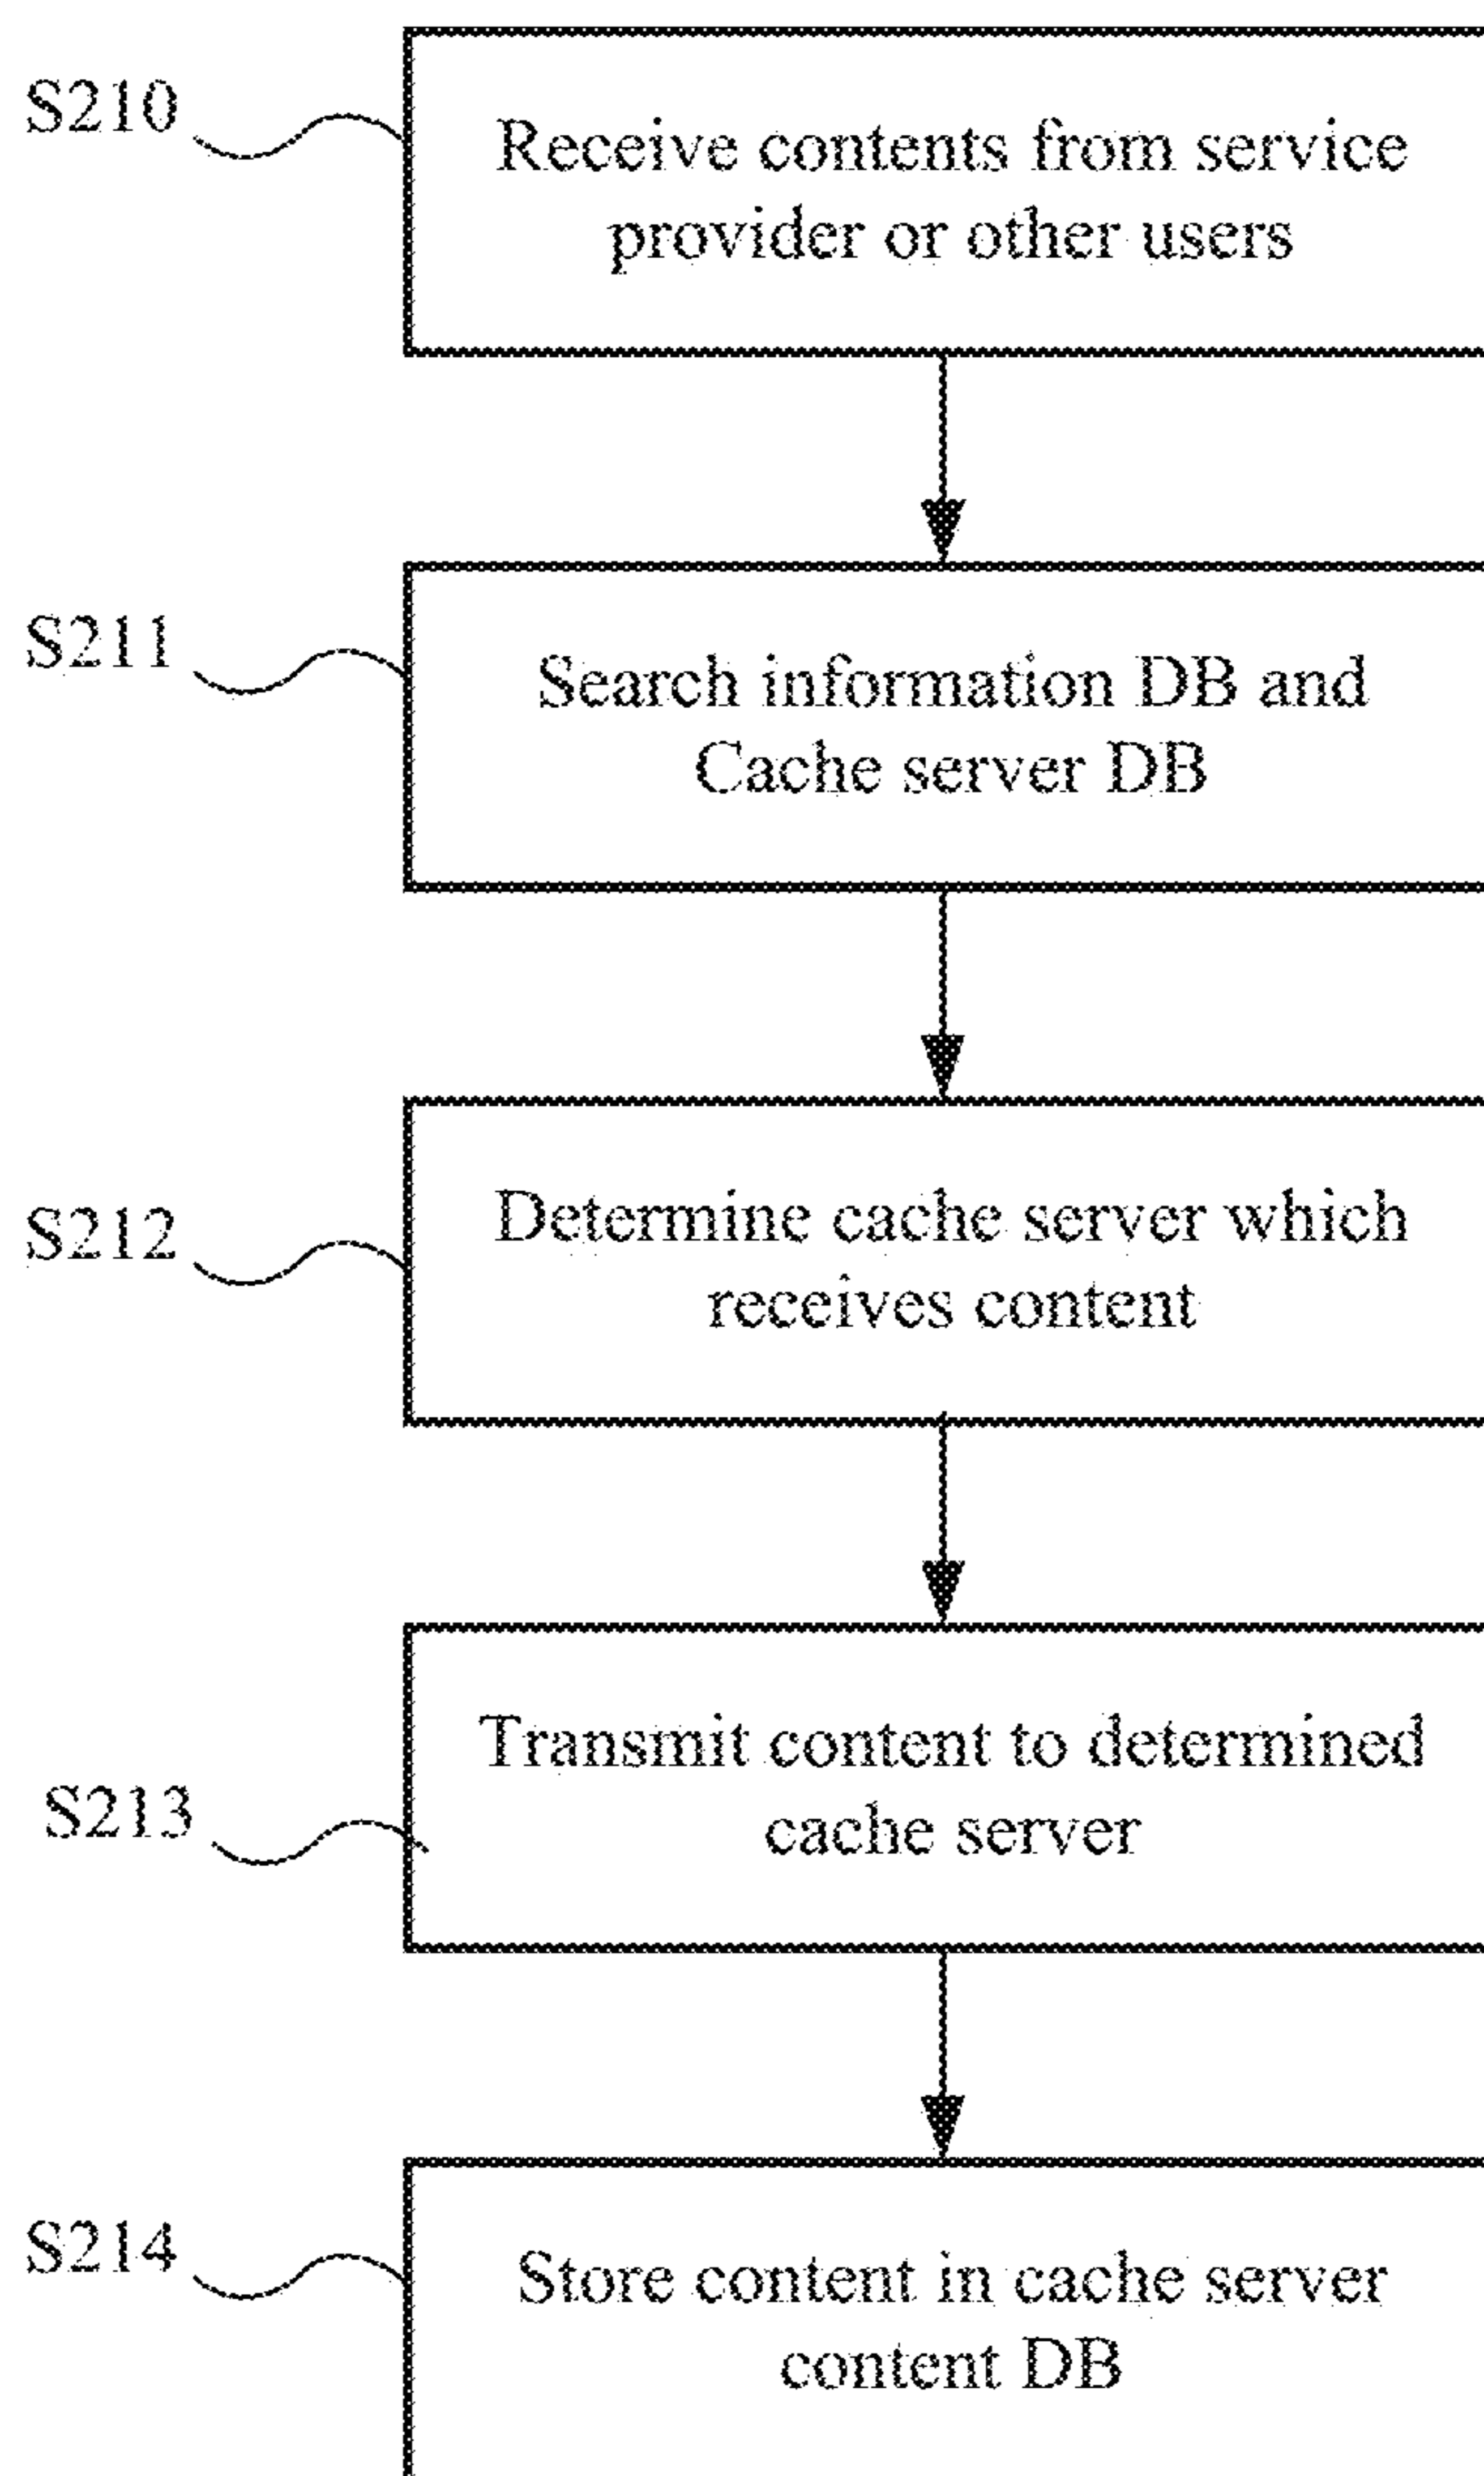 S210
Receive contents from service
provider or other users
S211
Search information DB and
Cache server DB
S212
Determine cache server which
receives content
S213
Transmit content to determined
cache server
S214
Store content in cache server
content DB